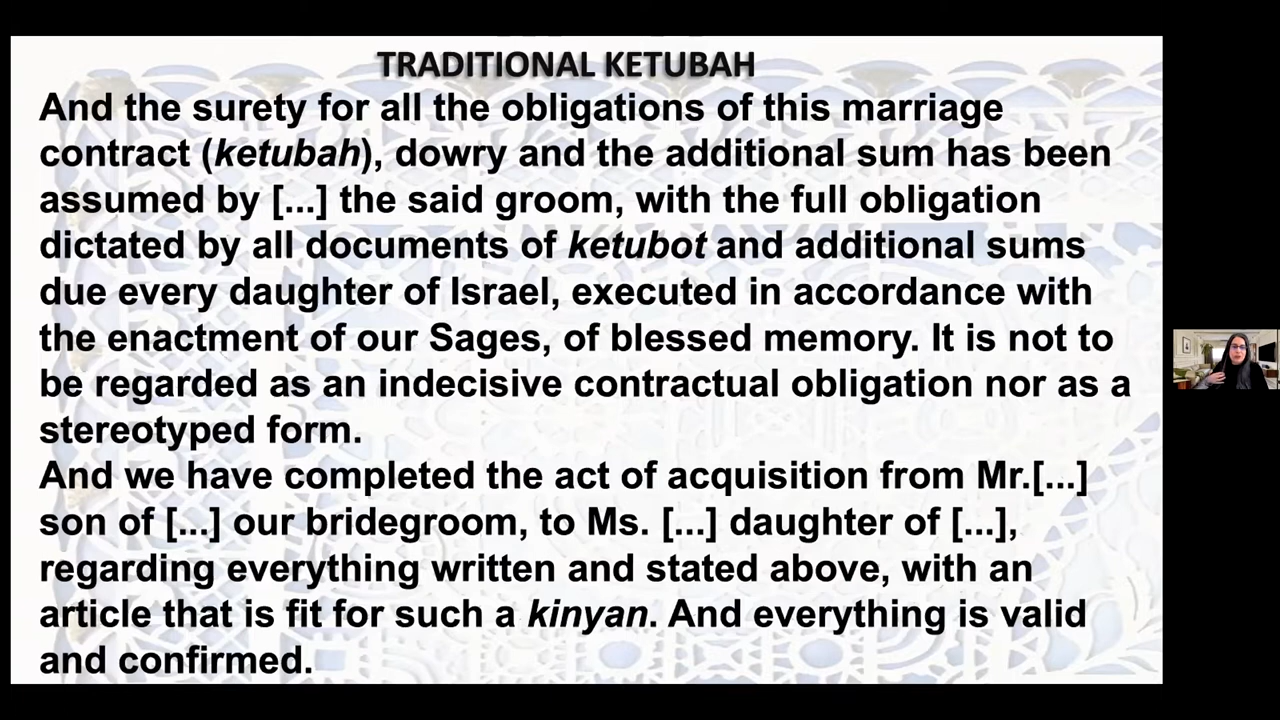 TRADITIONAL KETUBAH
And the surety for all the obligations of this marriage
contract (ketubah), dowry and the additional sum has been
assumed by [...] the said groom, with the full obligation
dictated by all documents of ketubot and additional sums
due every daughter of Israel, executed in accordance with
the enactment of our Sages, of blessed memory. It is not to
be regarded as an indecisive contractual obligation nor as a
stereotyped form.
And we have completed the act of acquisition from Mr.[...]
son of [...] our bridegroom, to Ms. [...] daughter of [...],
regarding everything written and stated above, with an
article that is fit for such a kinyan. And everything is valid
and confirmed.